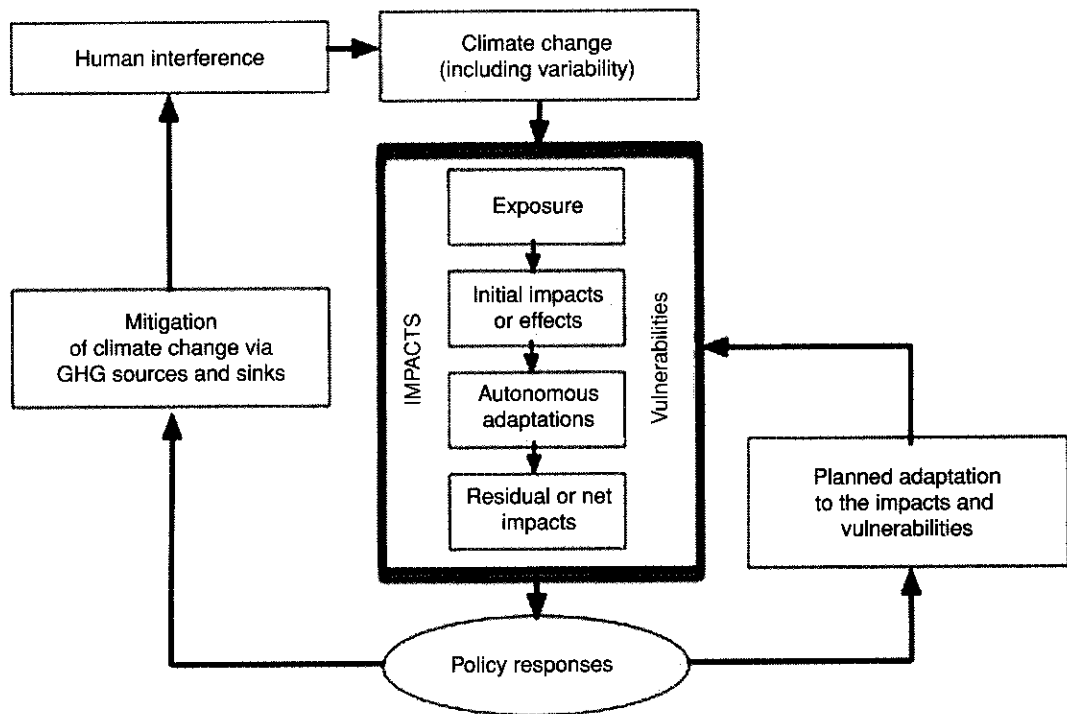 Human interference
Climate change
(including variability)
Exposure
Initial impacts
or effects
IMPACTS
Vulnerabilities
Autonomous
adaptations
Residual or net
impacts
Mitigation
of climate change via
GHG sources and sinks
Planned adaptation
to the impacts and
vulnerabilities
Policy responses